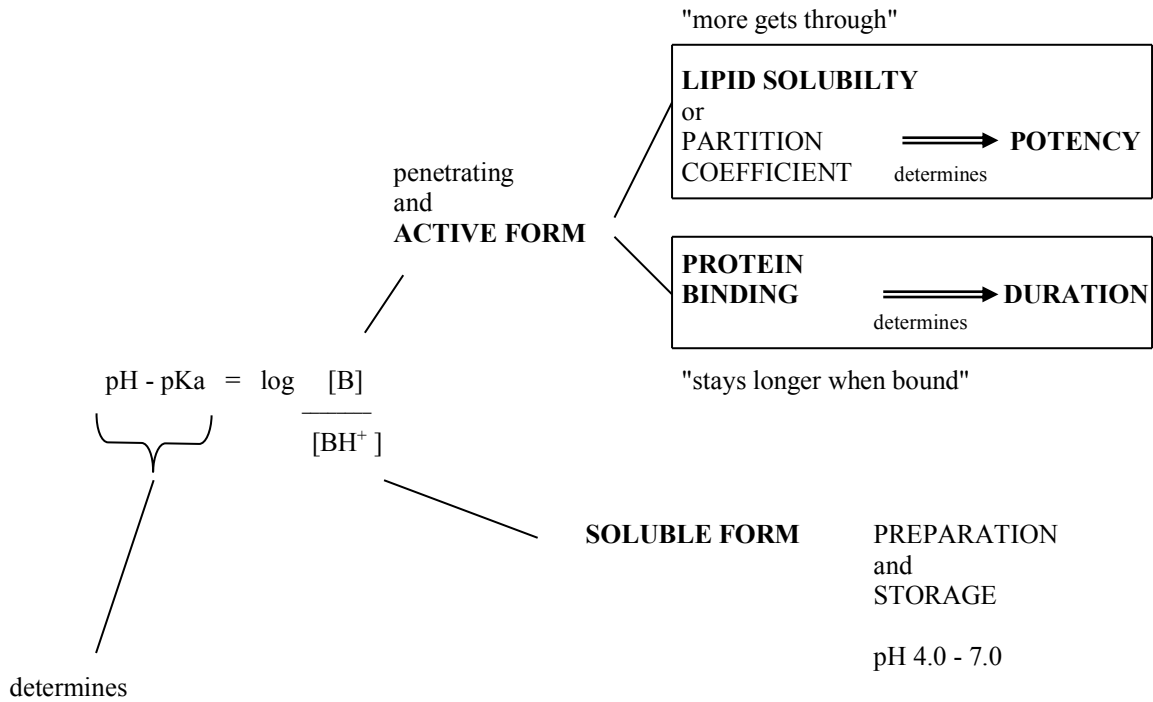 "more gets through"
LIPID SOLUBILTY
or
PARTITION
COEFFICIENT
determines
POTENCY
penetrating
and
ACTIVE FORM
PROTEIN
BINDING
determines
DURATION
"stays longer when bound"
pH - pKa = log [B]
[BH+ ]
SOLUBLE FORM
PREPARATION
and
STORAGE
pH 4.0 - 7.0
determines